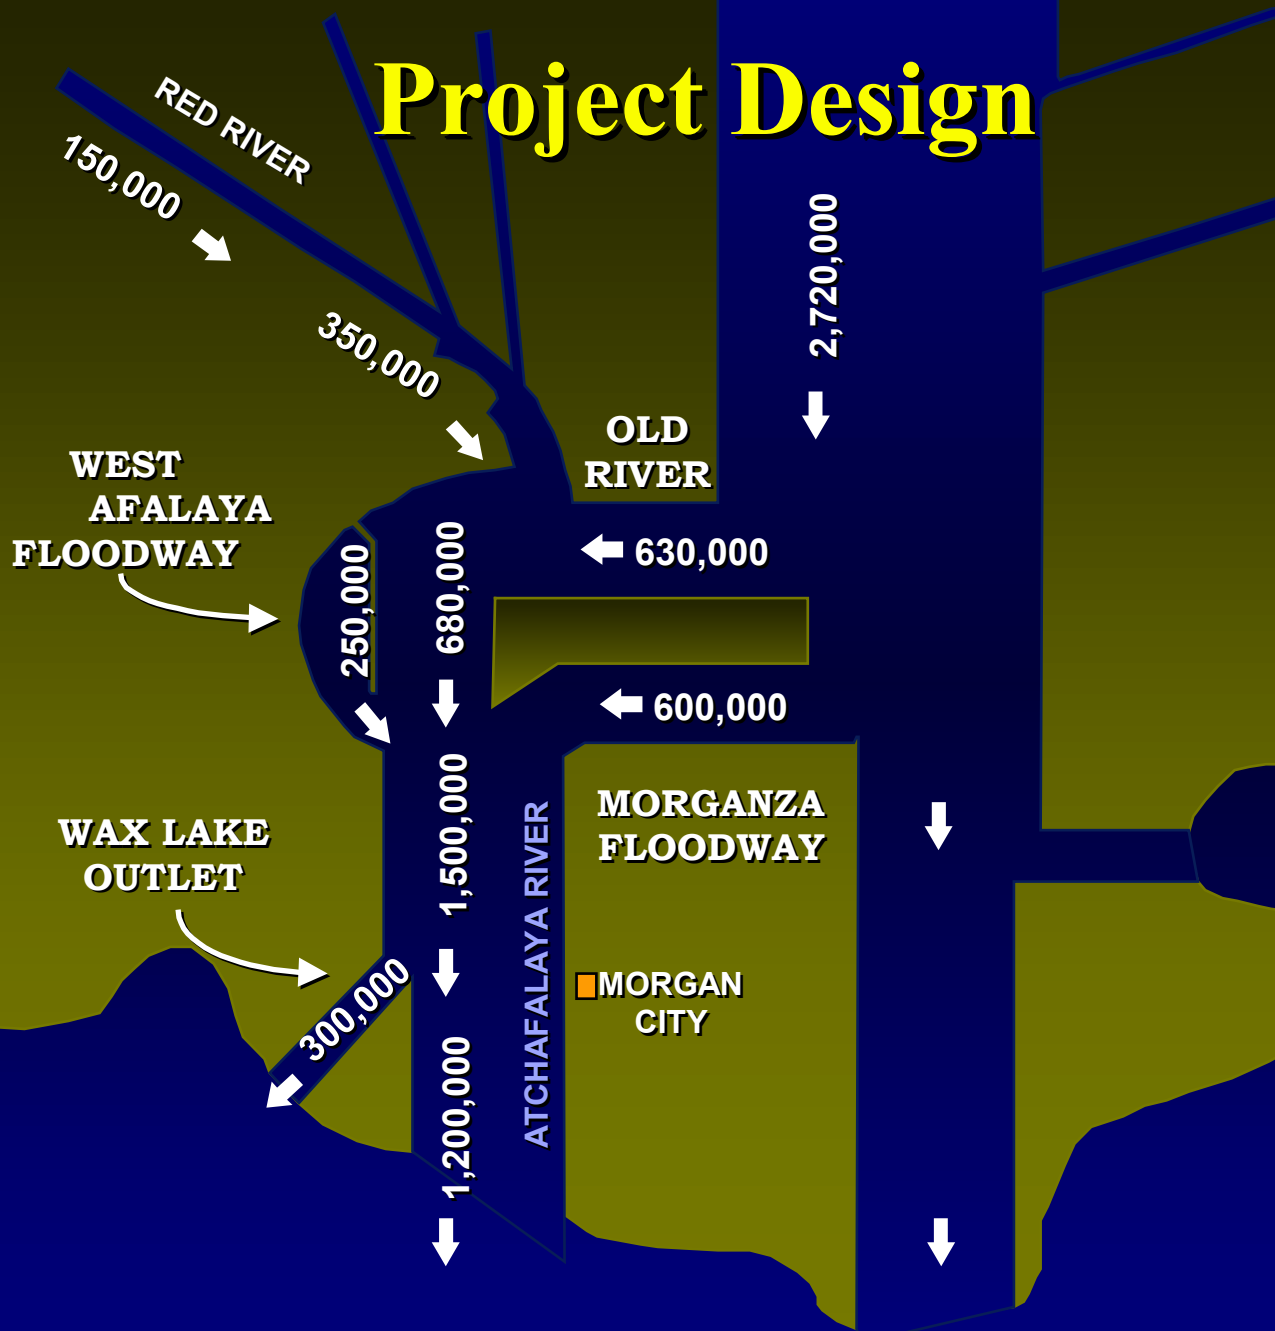 Project Design
RED RIVER
150,000
2,720,000
350,000
OLD
RIVER
WEST
AFALAYA
FLOODWAY
250,000
680,000
630,000
600,000
1,500,000
MORGANZA
FLOODWAY
WAX LAKE
OUTLET
ATCHAFALAYA RIVER
300,000
MORGAN
CITY
1,200,000